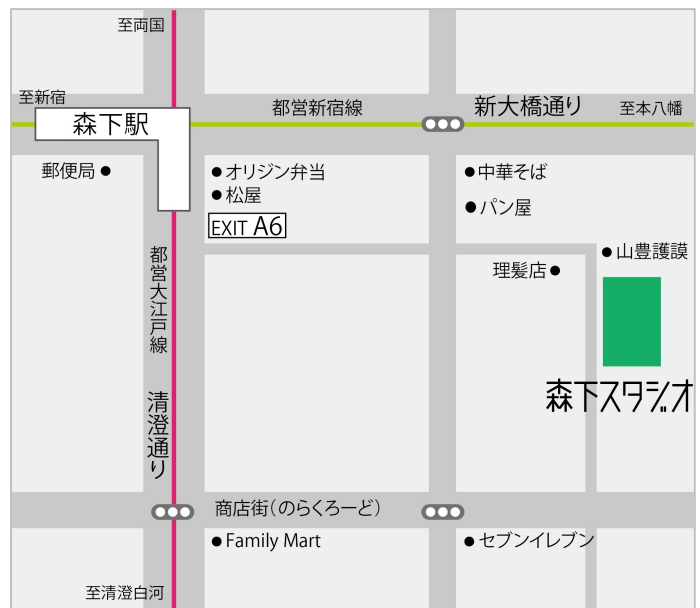 至両国
至新宿
森下駅
都営新宿線
新大橋通り
至本八幡
郵便局
オリジン弁当
松屋
EXIT A6
中華そば
パン屋
山豊護謨
理髪店
都営大江戸線
森下スタジオ
清澄通り
商店街(のらくろーど)
Family Mart
セブンイレブン
至清澄白河